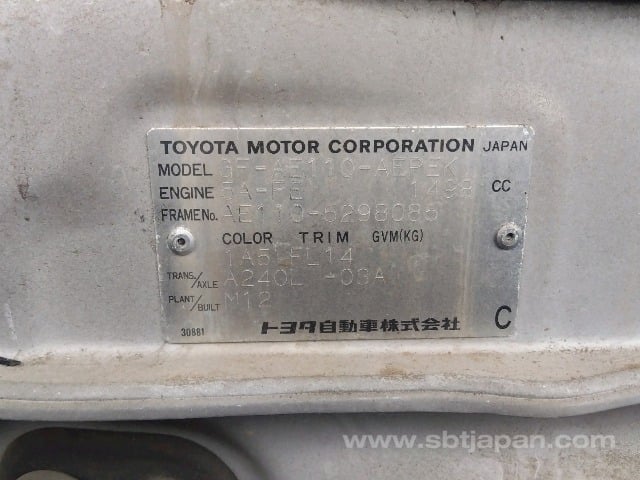 TOYOTA MOTOR CORPORATION JAPAN
MODEL GF-AE110-AEPEK
ENGINE 5A-FE 1498 CC
FRAME No. AE110-5298085
COLOR TRIM GVM(KG)
1A5 FL14
TRANS./AXLE A240L -03A
PLANT/BUILT M12
30881 トヨタ自動車株式会社 C
www.sbtjapan.com